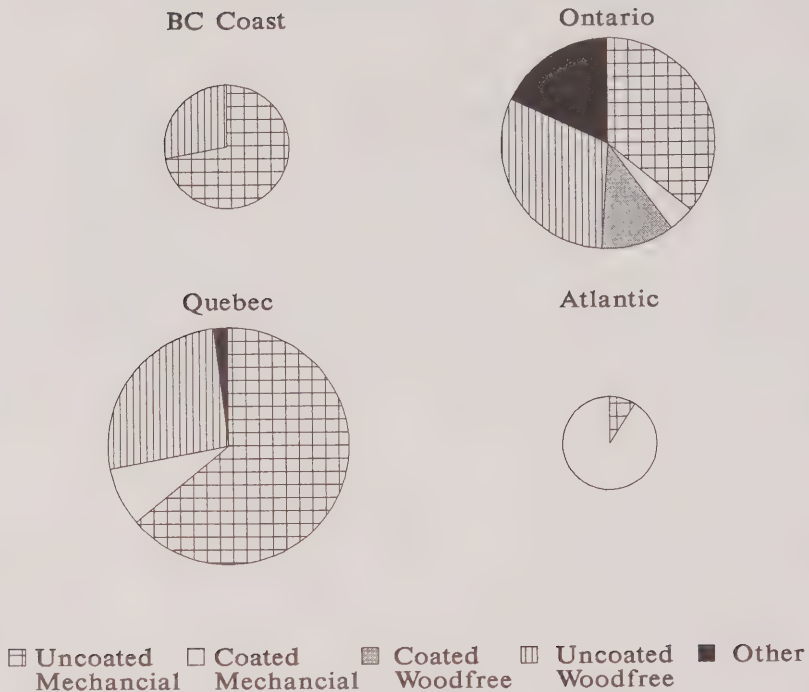 BC Coast
Ontario
Quebec
Atlantic
Uncoated Mechancial
Coated Mechancial
Coated Woodfree
Uncoated Woodfree
Other